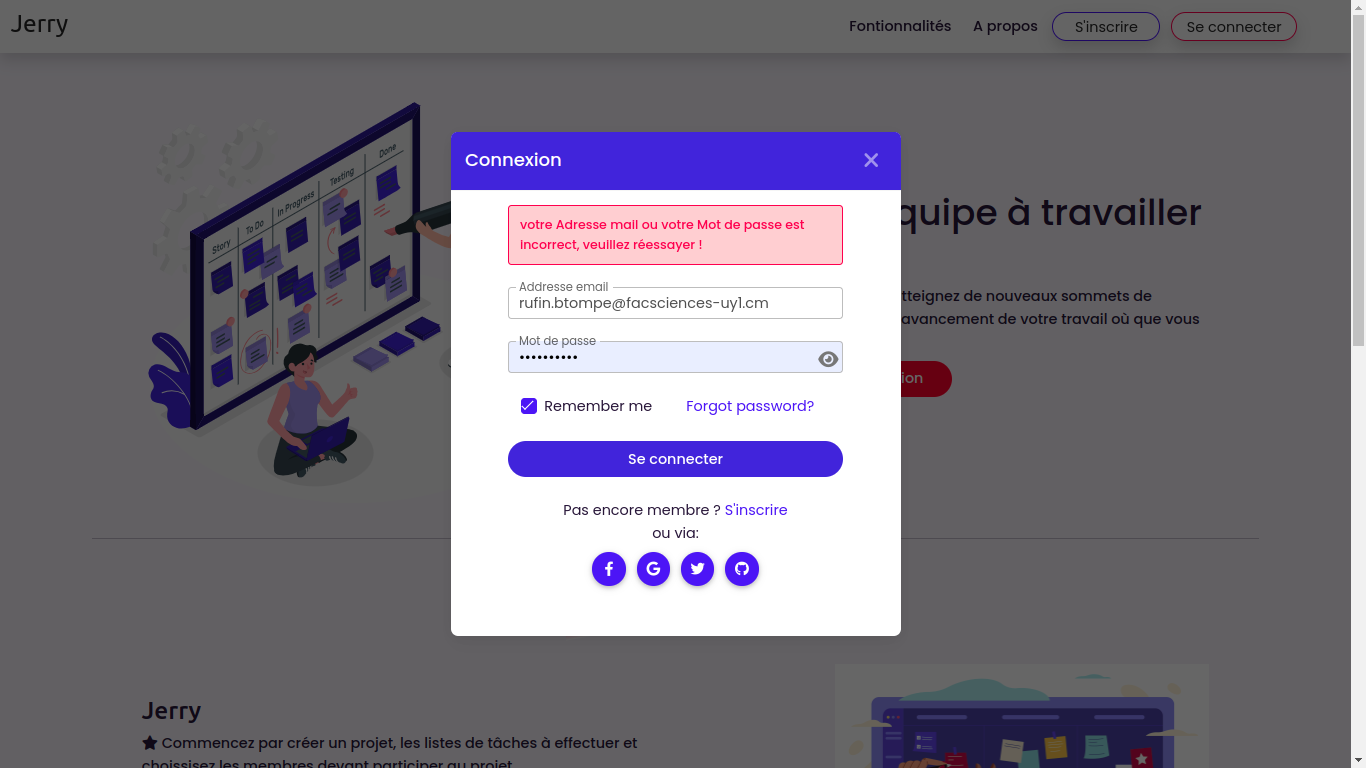 Jerry
Fontionnalités
A propos
S'inscrire
Se connecter
Story
To Do
In Progress
Testing
Done
quipe à travailler
tteignez de nouveaux sommets de
avancement de votre travail où que vous
ion
Connexion
votre Adresse mail ou votre Mot de passe est
incorrect, veuillez réessayer !
Addresse email
rufin.btompe@facsciences-uy1.cm
Mot de passe
••••••••••
Remember me
Forgot password?
Se connecter
Pas encore membre ? S'inscrire
ou via:
Jerry
Commencez par créer un projet, les listes de tâches à effectuer et
choisissez les membres devant participer au projet